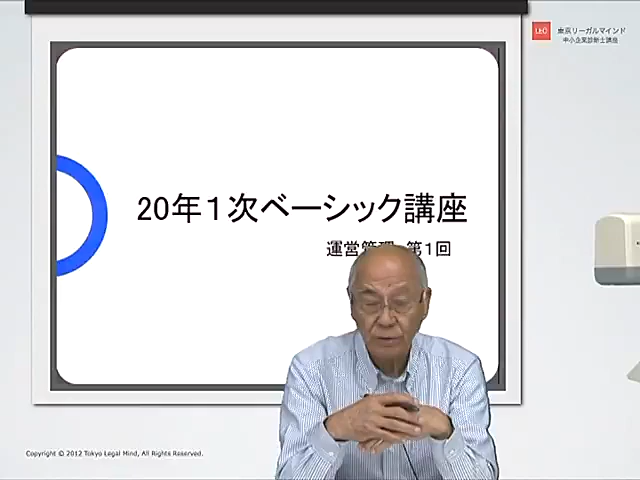 LEC 東京リーガルマインド
中小企業診断士講座
20年1次ベーシック講座
運営管理 第1回
Copyright © 2012 Tokyo Legal Mind, All Rights Reserved.